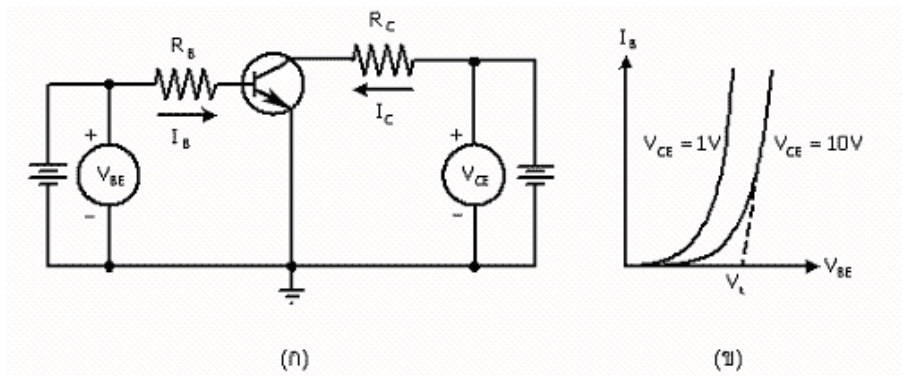 R_B
I_B
V_BE
+
-
R_C
I_C
V_CE
+
-
I_B
V_CE = 1V
V_CE = 10V
V_BE
V_t
(ก)
(ข)